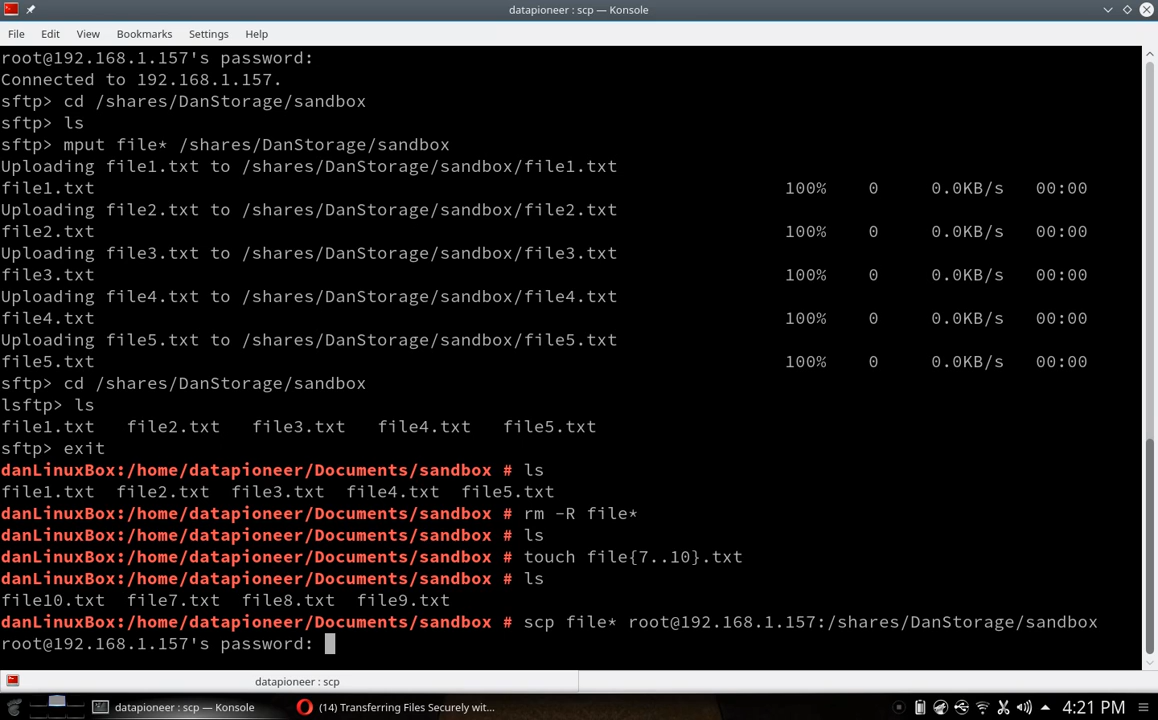 datapioneer : scp — Konsole
File Edit View Bookmarks Settings Help
root@192.168.1.157's password:
Connected to 192.168.1.157.
sftp> cd /shares/DanStorage/sandbox
sftp> ls
sftp> mput file* /shares/DanStorage/sandbox
Uploading file1.txt to /shares/DanStorage/sandbox/file1.txt
file1.txt 100% 0 0.0KB/s 00:00
Uploading file2.txt to /shares/DanStorage/sandbox/file2.txt
file2.txt 100% 0 0.0KB/s 00:00
Uploading file3.txt to /shares/DanStorage/sandbox/file3.txt
file3.txt 100% 0 0.0KB/s 00:00
Uploading file4.txt to /shares/DanStorage/sandbox/file4.txt
file4.txt 100% 0 0.0KB/s 00:00
Uploading file5.txt to /shares/DanStorage/sandbox/file5.txt
file5.txt 100% 0 0.0KB/s 00:00
sftp> cd /shares/DanStorage/sandbox
lsftp> ls
file1.txt file2.txt file3.txt file4.txt file5.txt
sftp> exit
danLinuxBox:/home/datapioneer/Documents/sandbox # ls
file1.txt file2.txt file3.txt file4.txt file5.txt
danLinuxBox:/home/datapioneer/Documents/sandbox # rm -R file*
danLinuxBox:/home/datapioneer/Documents/sandbox # ls
danLinuxBox:/home/datapioneer/Documents/sandbox # touch file{7..10}.txt
danLinuxBox:/home/datapioneer/Documents/sandbox # ls
file10.txt file7.txt file8.txt file9.txt
danLinuxBox:/home/datapioneer/Documents/sandbox # scp file* root@192.168.1.157:/shares/DanStorage/sandbox
root@192.168.1.157's password:
datapioneer : scp
datapioneer : scp — Konsole (14) Transferring Files Securely wit... 4:21 PM